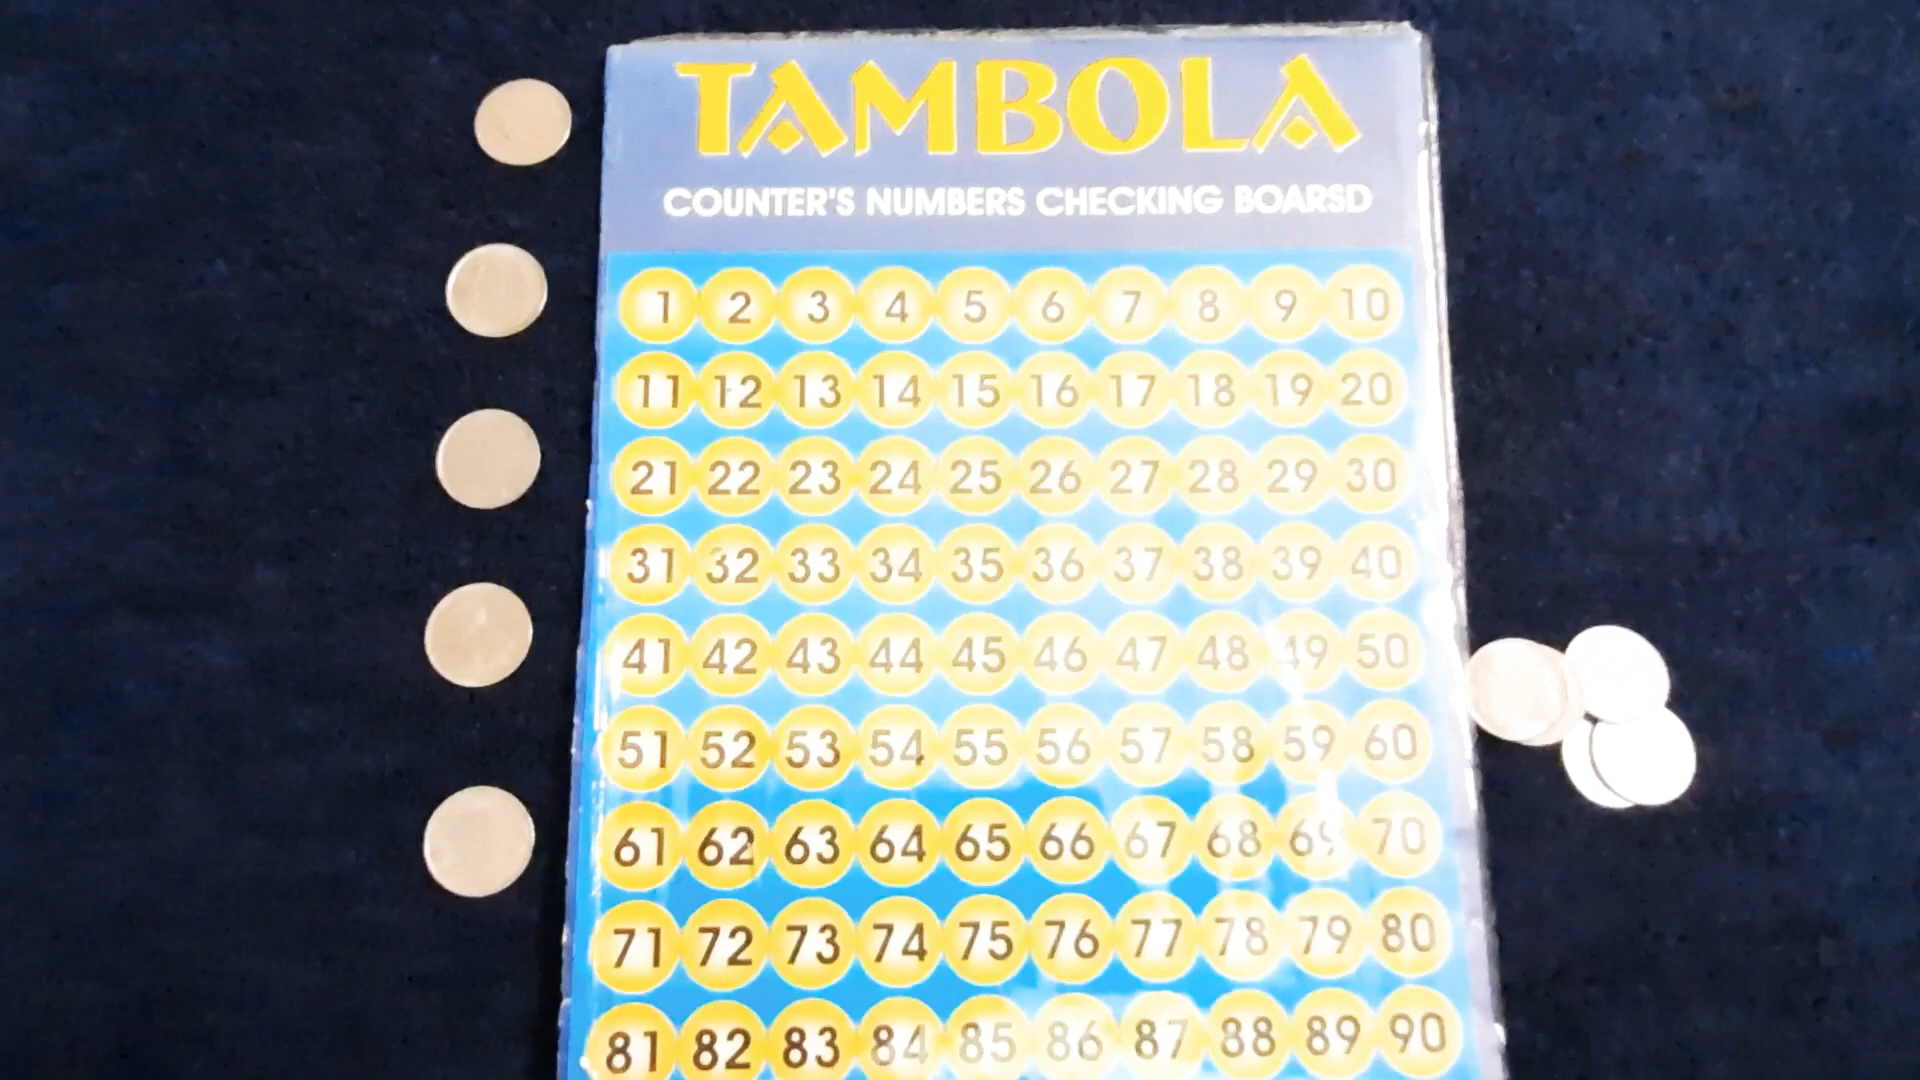 TAMBOLA
COUNTER'S NUMBERS CHECKING BOARSD
1 2 3 4 5 6 7 8 9 10
11 12 13 14 15 16 17 18 19 20
21 22 23 24 25 26 27 28 29 30
31 32 33 34 35 36 37 38 39 40
41 42 43 44 45 46 47 48 49 50
51 52 53 54 55 56 57 58 59 60
61 62 63 64 65 66 67 68 69 70
71 72 73 74 75 76 77 78 79 80
81 82 83 84 85 86 87 88 89 90